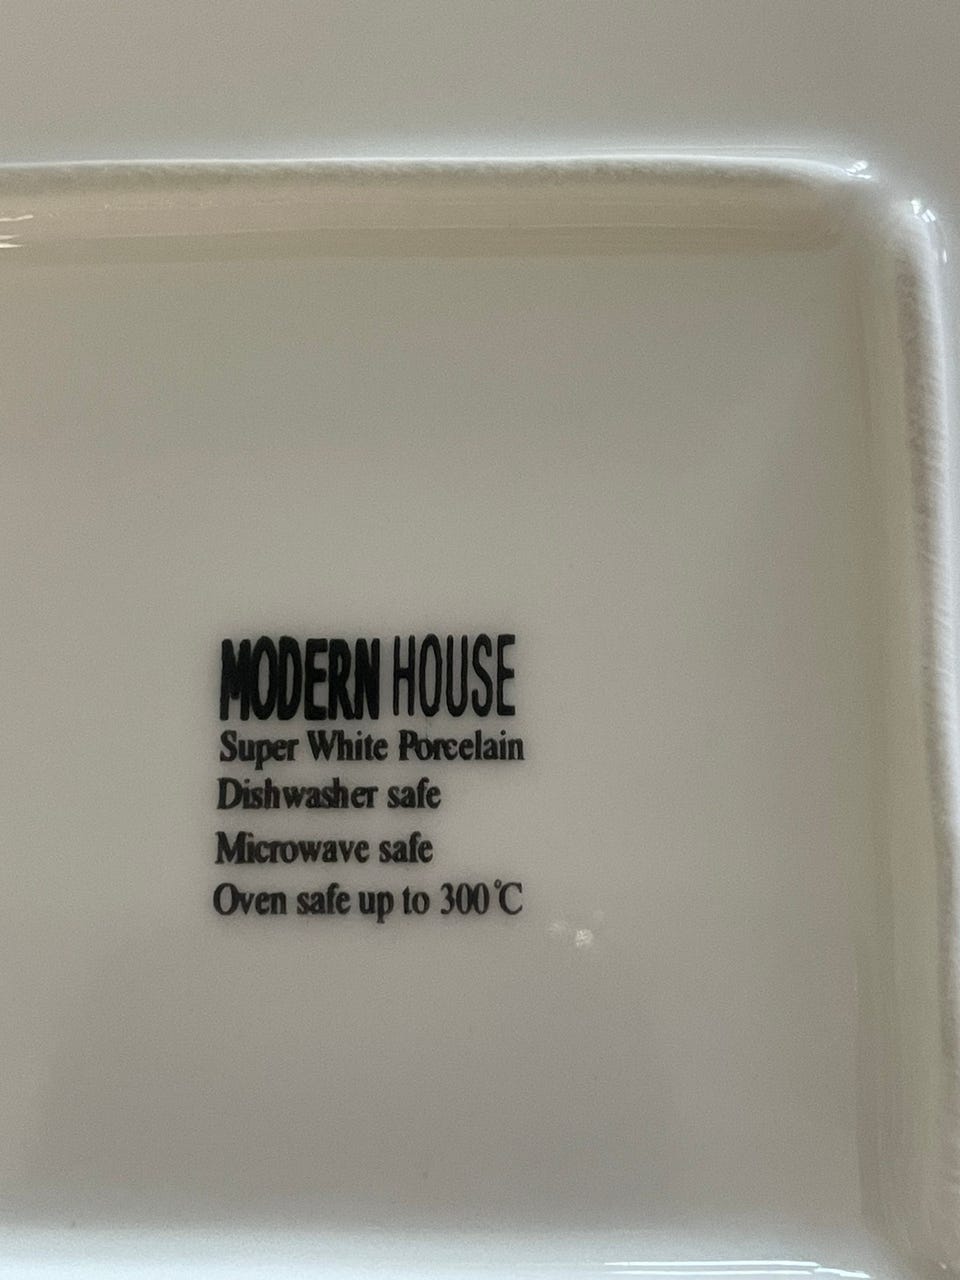 MODERN HOUSE
Super White Porcelain
Dishwasher safe
Microwave safe
Oven safe up to 300°C